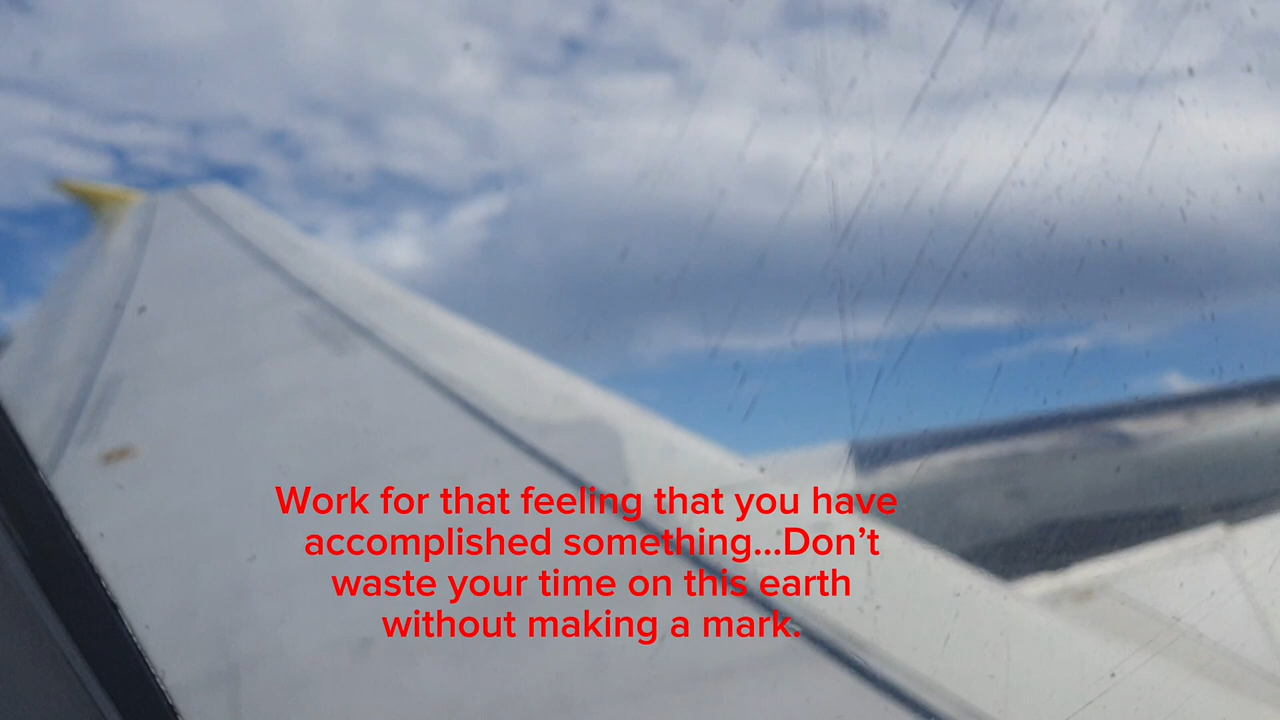 Work for that feeling that you have
accomplished something...Don’t
waste your time on this earth
without making a mark.